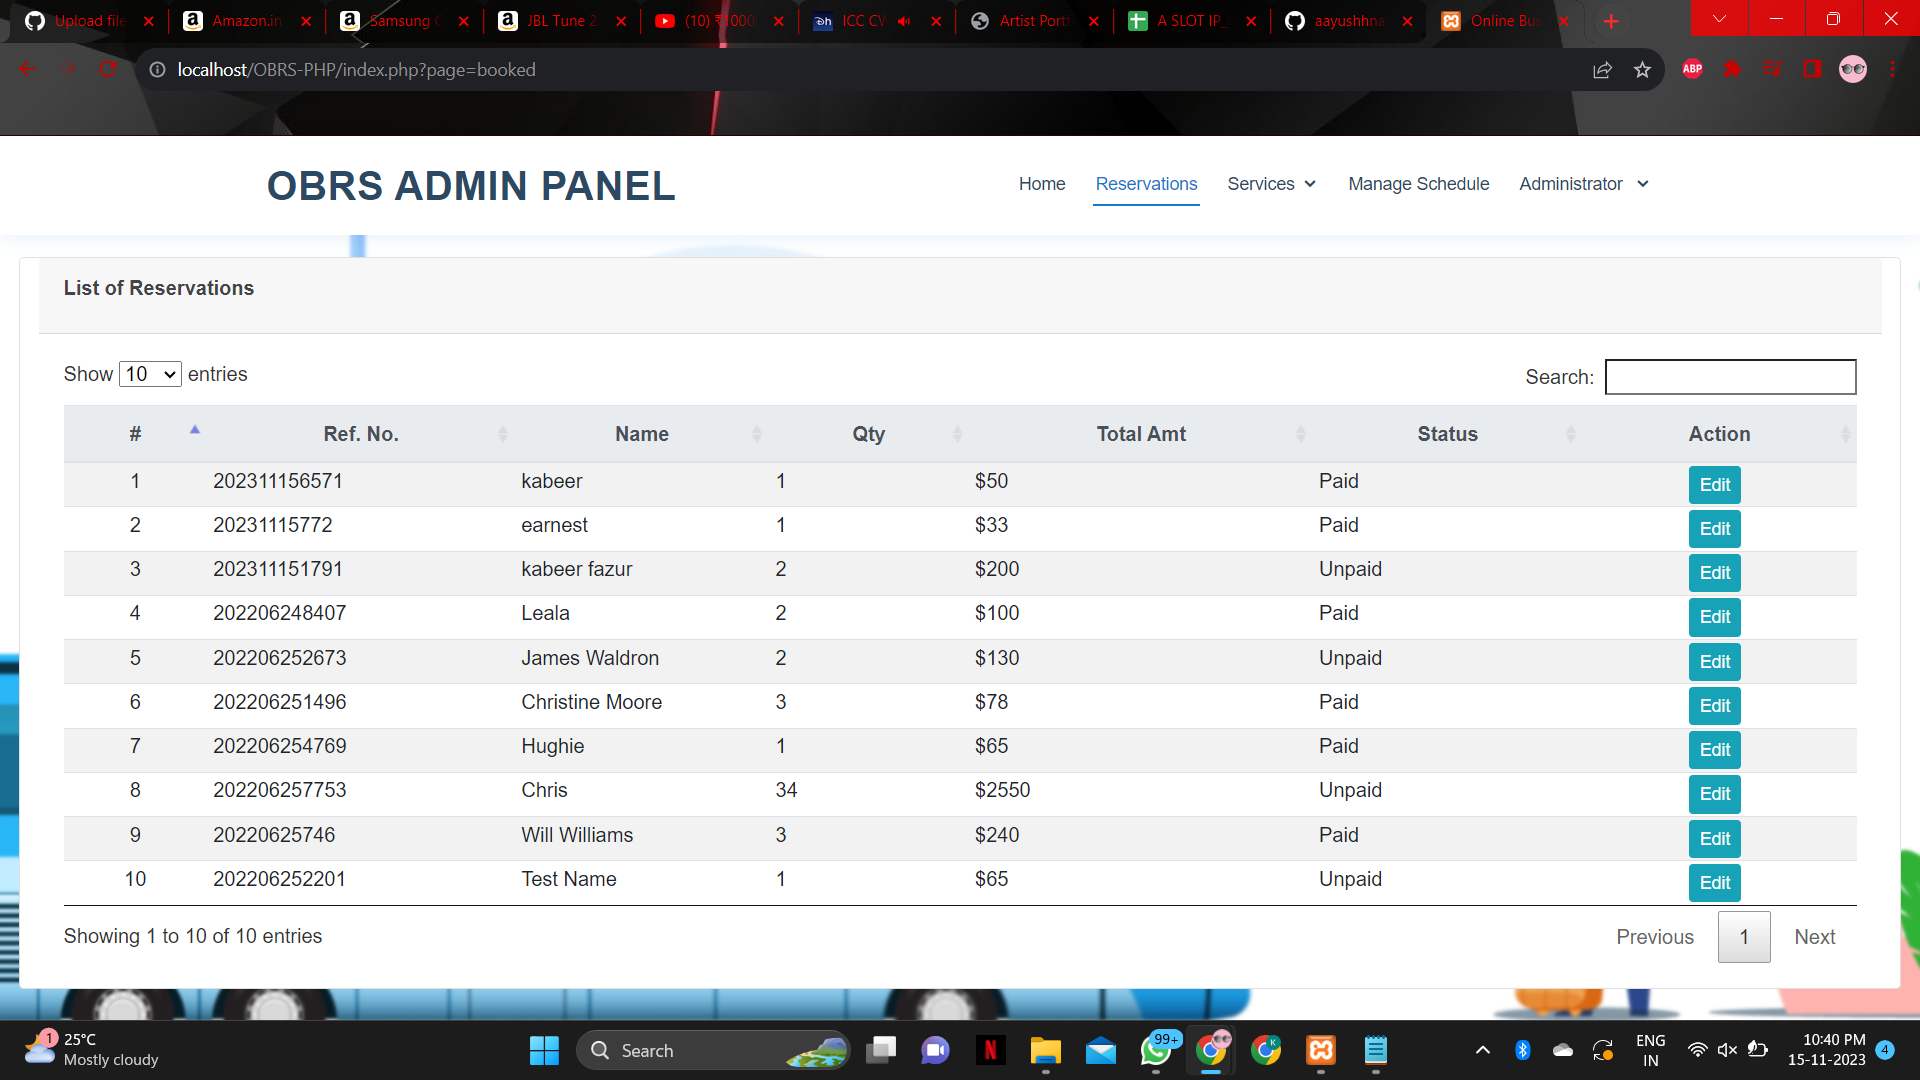 Upload file
Amazon.in
Samsung
JBL Tune 2
ICC CW
Artist Portf
A SLOT IP_
aayushhna
Online Bus
localhost/OBRS-PHP/index.php?page=booked
ABP
OBRS ADMIN PANEL
Home Reservations Services Manage Schedule Administrator
List of Reservations
Show 10 entries
Search:
# Ref. No. Name Qty Total Amt Status Action
1 202311156571 kabeer 1 $50 Paid Edit
2 20231115772 earnest 1 $33 Paid Edit
3 202311151791 kabeer fazur 2 $200 Unpaid Edit
4 202206248407 Leala 2 $100 Paid Edit
5 202206252673 James Waldron 2 $130 Unpaid Edit
6 202206251496 Christine Moore 3 $78 Paid Edit
7 202206254769 Hughie 1 $65 Paid Edit
8 202206257753 Chris 34 $2550 Unpaid Edit
9 20220625746 Will Williams 3 $240 Paid Edit
10 202206252201 Test Name 1 $65 Unpaid Edit
Showing 1 to 10 of 10 entries
Previous 1 Next
1
25°C
Mostly cloudy
Search
N
99+
K
ENG
IN
10:40 PM
15-11-2023
4